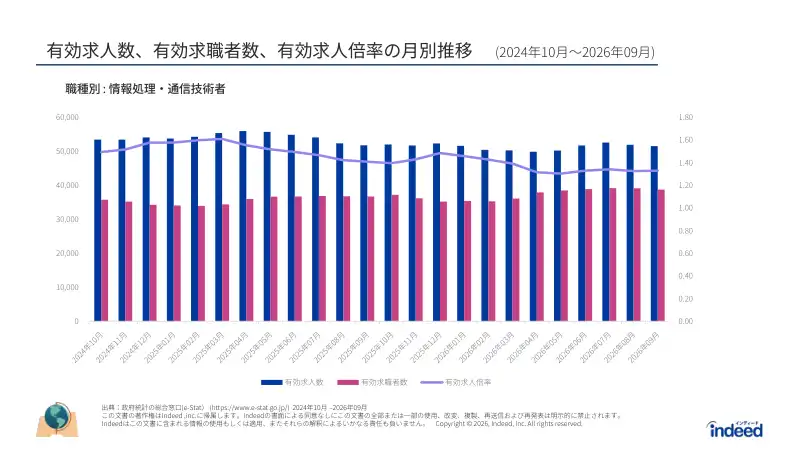 有効求人数、有効求職者数、有効求人倍率の月別推移 (2024年10月～2026年09月)
職種別 : 情報処理・通信技術者
60,000
50,000
40,000
30,000
20,000
10,000
0
1.80
1.60
1.40
1.20
1.00
0.80
0.60
0.40
0.20
0.00
2024年10月
2024年11月
2024年12月
2025年01月
2025年02月
2025年03月
2025年04月
2025年05月
2025年06月
2025年07月
2025年08月
2025年09月
2025年10月
2025年11月
2025年12月
2026年01月
2026年02月
2026年03月
2026年04月
2026年05月
2026年06月
2026年07月
2026年08月
2026年09月
有効求人数 有効求職者数 有効求人倍率
出典：政府統計の総合窓口(e-Stat) (https://www.e-stat.go.jp/) 2024年10月 –2026年09月
この文書の著作権はIndeed ,inc.に帰属します。Indeedの書面による同意なしにこの文書の全部または一部の使用、改変、複製、再送信および再発表は明示的に禁止されます。
Indeedはこの文書に含まれる情報の使用もしくは適用、またそれらの解釈によるいかなる責任も負いません。 Copyright © 2026, Indeed, Inc. All rights reserved.
インディード
indeed